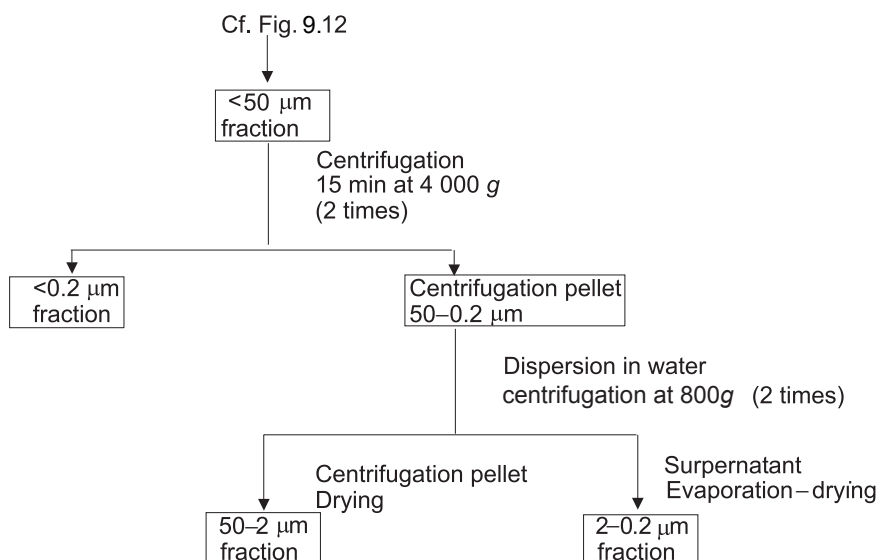 Cf. Fig. 9.12
<50 μm
fraction
Centrifugation
15 min at 4 000 g
(2 times)
<0.2 μm
fraction
Centrifugation pellet
50–0.2 μm
Dispersion in water
centrifugation at 800g (2 times)
Centrifugation pellet
Drying
Surpernatant
Evaporation–drying
50–2 μm
fraction
2–0.2 μm
fraction